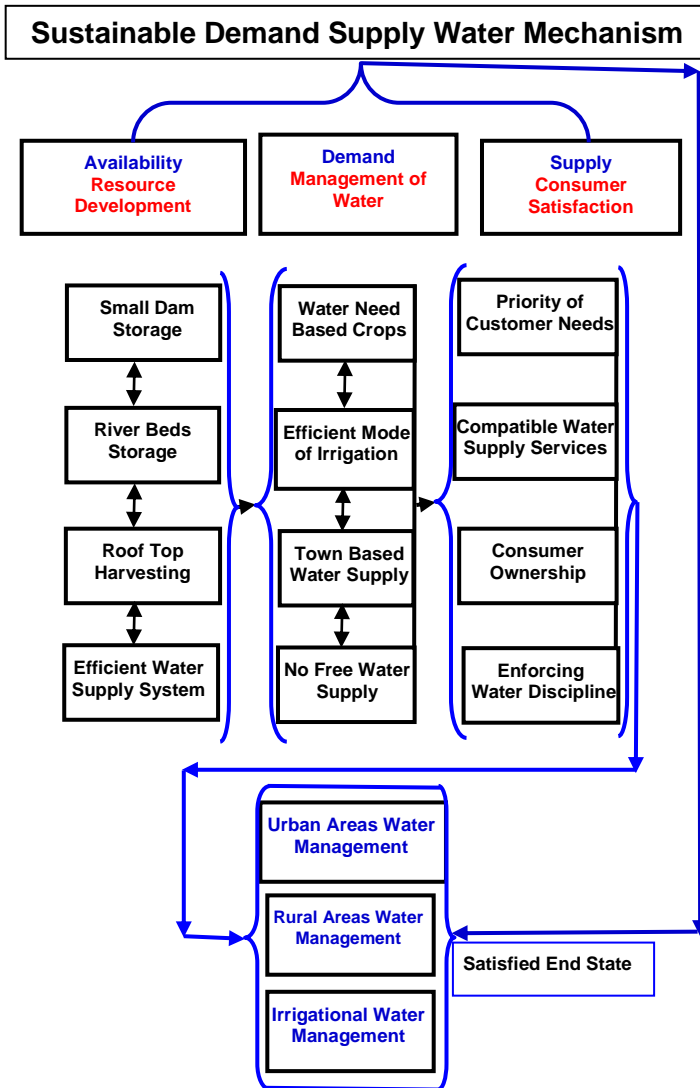 Sustainable Demand Supply Water Mechanism
Availability
Resource
Development
Demand
Management of
Water
Supply
Consumer
Satisfaction
Small Dam
Storage
River Beds
Storage
Roof Top
Harvesting
Efficient Water
Supply System
Water Need
Based Crops
Efficient Mode
of Irrigation
Town Based
Water Supply
No Free Water
Supply
Priority of
Customer Needs
Compatible Water
Supply Services
Consumer
Ownership
Enforcing
Water Discipline
Urban Areas Water
Management
Rural Areas Water
Management
Irrigational Water
Management
Satisfied End State